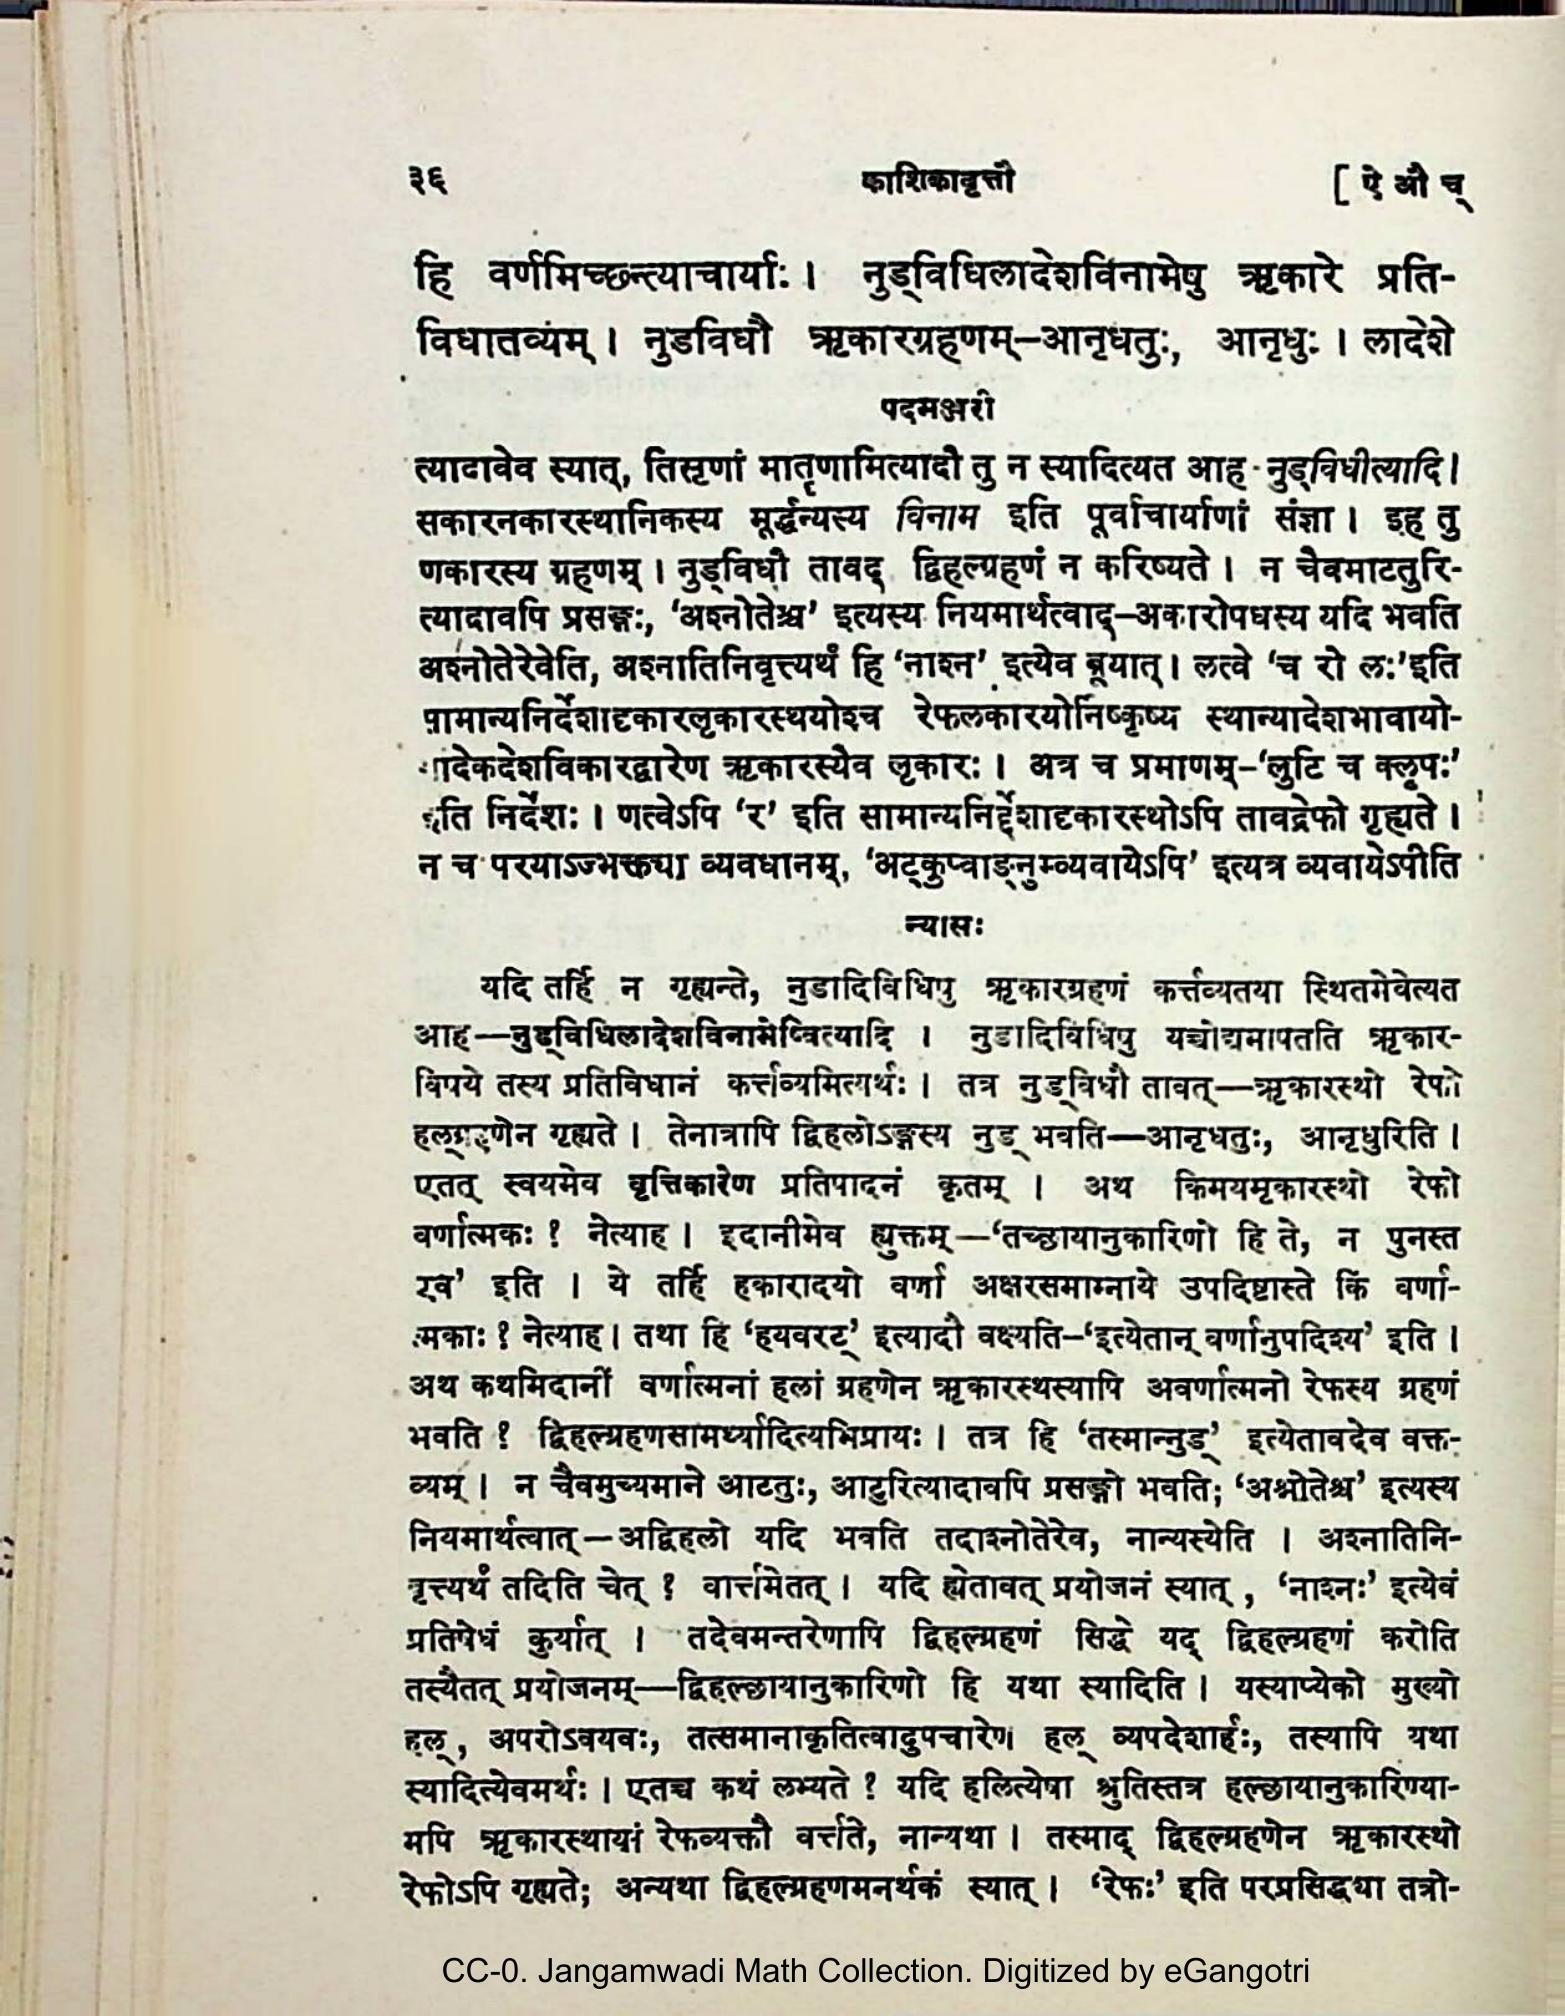 ३६ काशिकावृत्तौ [ ऐ औ च्
हि वर्णमिच्छन्त्याचार्याः । नुड्विधिलादेशविनामेषु ऋकारे प्रति-
विधातव्यम् । नुडविधौ ऋकारग्रहणम्–आनृधतुः, आनृधुः । लादेशे
पदमञ्जरी
त्यादावेव स्यात्, तिसृणां मातॄणामित्यादौ तु न स्यादित्यत आह - नुड्विधीत्यादि।
सकारनकारस्थानिकस्य मूर्द्धन्यस्य विनाम इति पूर्वाचार्याणां संज्ञा । इह तु
णकारस्य ग्रहणम् । नुड्विधौ तावद् द्विहल्ग्रहणं न करिष्यते । न चैवमाटतुरि-
त्यादावपि प्रसङ्गः, ‘अश्नोतेश्च’ इत्यस्य नियमार्थत्वाद्–अकारोपधस्य यदि भवति
अश्नोतेरेवेति, अश्नातिनिवृत्त्यर्थं हि ‘नाश्न’ इत्येव ब्रूयात् । लत्वे ‘च रो लः’इति
सामान्यनिर्देशादृकारलृकारस्थयोश्च रेफलकारयोर्निष्कृष्य स्थान्यादेशभावायो-
गादेकदेशविकारद्वारेण ऋकारस्यैव लृकारः । अत्र च प्रमाणम्–‘लुटि च क्लृपः’
इति निर्देशः । णत्वेऽपि ‘र’ इति सामान्यनिर्द्देशादृकारस्थोऽपि तावद्रेफो गृह्यते ।
न च परयाऽज्भक्त्या व्यवधानम्, ‘अट्कुप्वाङ्नुम्व्यवायेऽपि’ इत्यत्र व्यवायेऽपीति
न्यासः
यदि तर्हि न गृह्यन्ते, नुडादिविधिषु ऋकारग्रहणं कर्त्तव्यतया स्थितमेवेत्यत
आह—नुड्विधिलादेशविनामेष्वित्यादि । नुडादिविधिषु यच्चोद्यमापतति ऋकार-
विषये तस्य प्रतिविधानं कर्त्तव्यमित्यर्थः । तत्र नुड्विधौ तावत्—ऋकारस्थो रेफो
हल्ग्रहणेन गृह्यते । तेनात्रापि द्विहलोऽङ्गस्य नुड् भवति—आनृधतुः, आनृधुरिति ।
एतत् स्वयमेव वृत्तिकारेण प्रतिपादनं कृतम् । अथ किमयमृकारस्थो रेफो
वर्णात्मकः ? नेत्याह । इदानीमेव ह्युक्तम्—‘तच्छायानुकारिणो हि ते, न पुनस्त
एव’ इति । ये तर्हि हकारादयो वर्णा अक्षरसमाम्नाये उपदिष्टास्ते किं वर्णा-
त्मकाः ? नेत्याह । तथा हि ‘हयवरट्’ इत्यादौ वक्ष्यति–‘इत्येतान् वर्णानुपदिश्य’ इति ।
अथ कथमिदानीं वर्णात्मनां हलां ग्रहणेन ऋकारस्थस्यापि अवर्णात्मनो रेफस्य ग्रहणं
भवति ? द्विहल्ग्रहणसामर्थ्यादित्यभिप्रायः । तत्र हि ‘तस्मान्नुड्’ इत्येतावदेव वक्त-
व्यम् । न चैवमुच्यमाने आटतुः, आटुरित्यादावपि प्रसङ्गो भवति; ‘अश्नोतेश्च’ इत्यस्य
नियमार्थत्वात्–अद्विहलो यदि भवति तदाश्नोतेरेव, नान्यस्येति । अश्नातिनि-
वृत्त्यर्थं तदिति चेत् ? वार्त्तमेतत् । यदि ह्येतावत् प्रयोजनं स्यात् , ‘नाश्नः’ इत्येवं
प्रतिषेधं कुर्यात् । तदेवमन्तरेणापि द्विहल्ग्रहणं सिद्धे यद् द्विहल्ग्रहणं करोति
तस्यैतत् प्रयोजनम्—द्विहल्छायानुकारिणो हि यथा स्यादिति । यस्याप्येको मुख्यो
हल् , अपरोऽवयवः, तत्समानाकृतित्वादुपचारेण हल् व्यपदेशार्हः, तस्यापि यथा
स्यादित्येवमर्थः । एतच्च कथं लभ्यते ? यदि हलित्येषा श्रुतिस्तत्र हल्छायानुकारिण्या-
मपि ऋकारस्थायां रेफव्यक्तौ वर्त्तते, नान्यथा । तस्माद् द्विहल्ग्रहणेन ऋकारस्थो
रेफोऽपि गृह्यते; अन्यथा द्विहल्ग्रहणमनर्थकं स्यात् । ‘रेफः’ इति परप्रसिद्धया तत्रो-
CC-0. Jangamwadi Math Collection. Digitized by eGangotri